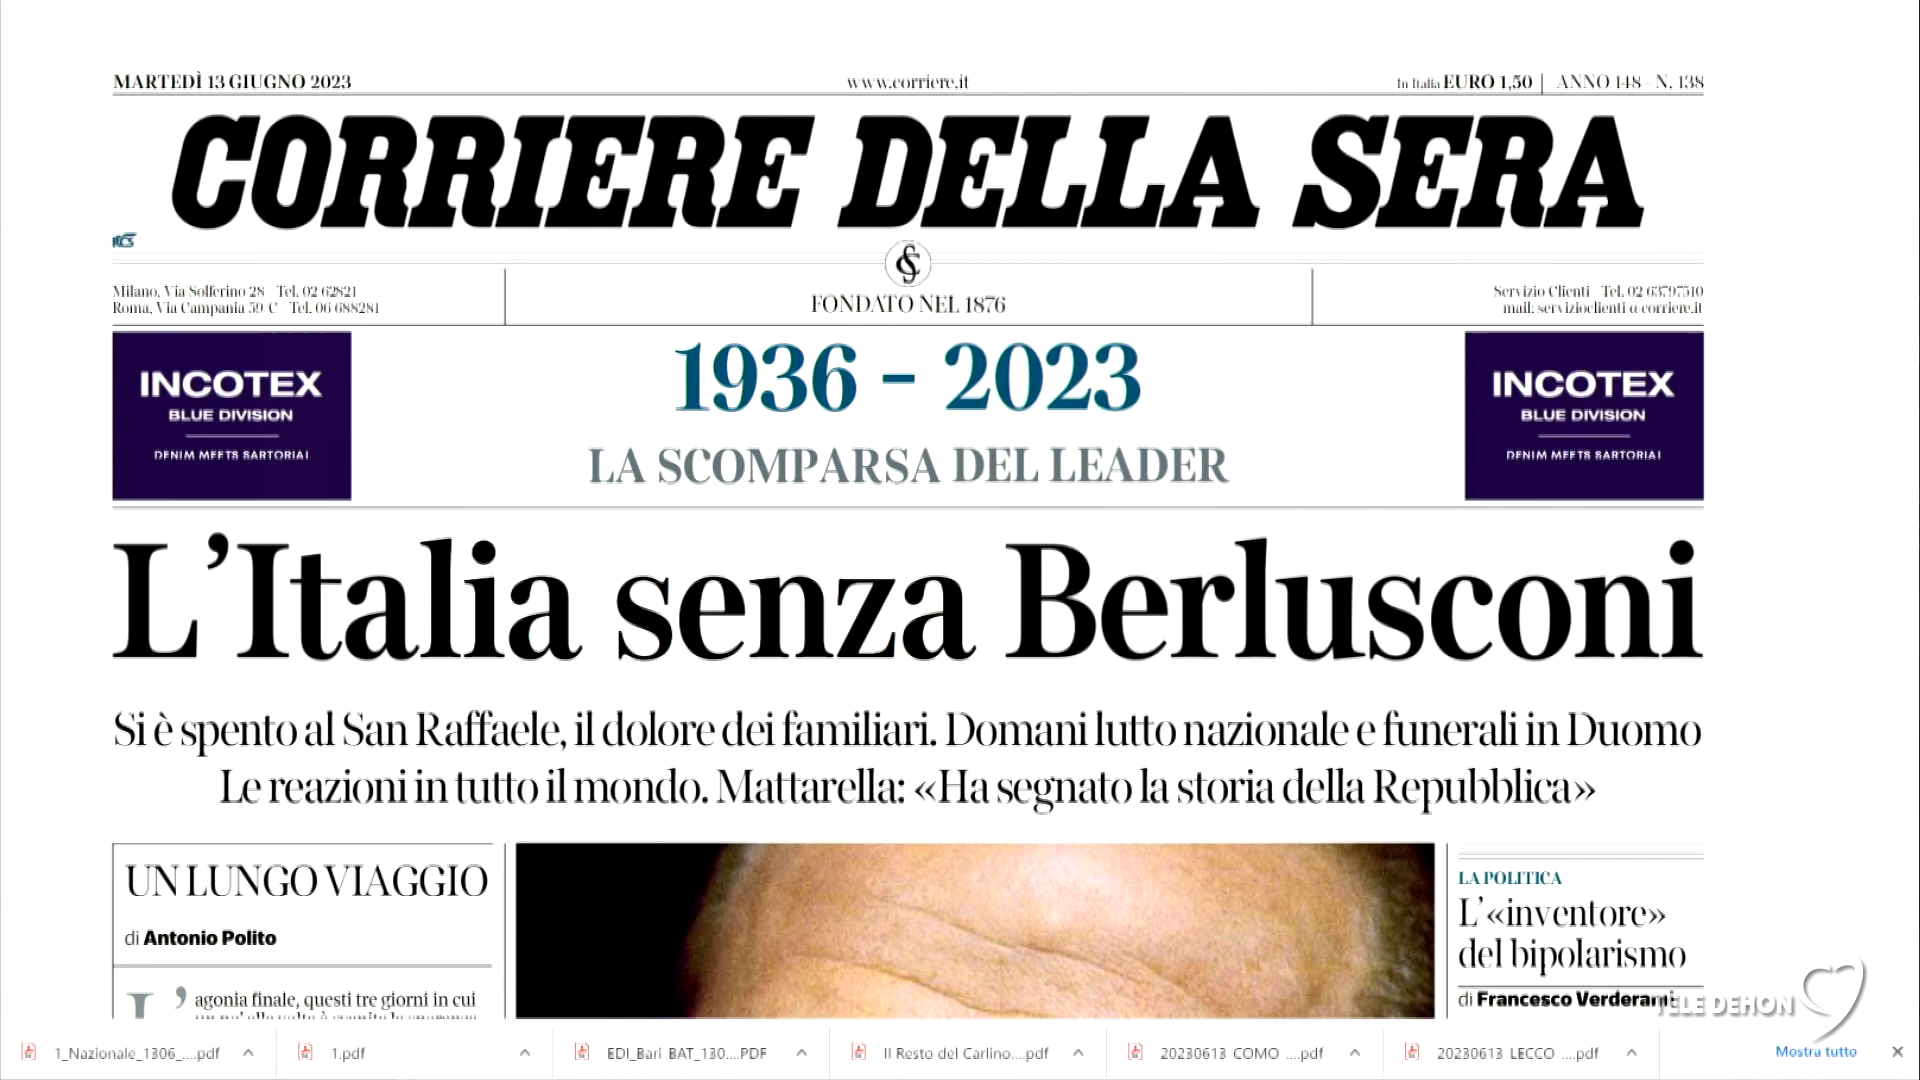 MARTEDÌ 13 GIUGNO 2023
www.corriere.it
In Italia EURO 1,50 | ANNO 148 - N. 138
CORRIERE DELLA SERA
RCS
Milano, Via Solferino 28 - Tel. 02 62821
Roma, Via Campania 59/C - Tel. 06 688281
FONDATO NEL 1876
Servizio Clienti - Tel. 02 63797510
mail: servizioclienti@corriere.it
INCOTEX
BLUE DIVISION
DENIM MEETS SARTORIAL
1936 - 2023
LA SCOMPARSA DEL LEADER
INCOTEX
BLUE DIVISION
DENIM MEETS SARTORIAL
L'Italia senza Berlusconi
Si è spento al San Raffaele, il dolore dei familiari. Domani lutto nazionale e funerali in Duomo
Le reazioni in tutto il mondo. Mattarella: «Ha segnato la storia della Repubblica»
UN LUNGO VIAGGIO
di Antonio Polito
L'agonia finale, questi tre giorni in cui
LA POLITICA
L'«inventore»
del bipolarismo
di Francesco Verderami
TELE DEHON
1_Nazionale_1306_....pdf
1.pdf
EDI_Bari BAT_130....PDF
Il Resto del Carlino....pdf
20230613 COMO ....pdf
20230613 LECCO ....pdf
Mostra tutto